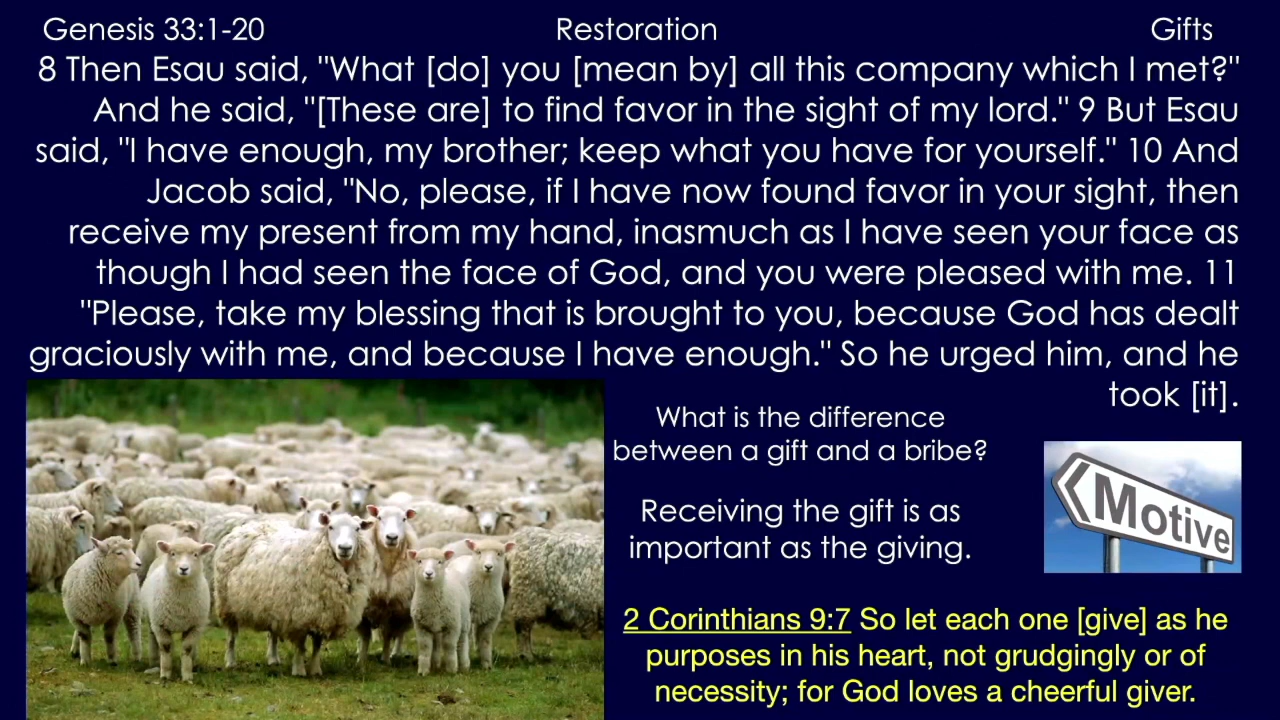 Genesis 33:1-20 Restoration Gifts
8 Then Esau said, "What [do] you [mean by] all this company which I met?"
And he said, "[These are] to find favor in the sight of my lord." 9 But Esau
said, "I have enough, my brother; keep what you have for yourself." 10 And
Jacob said, "No, please, if I have now found favor in your sight, then
receive my present from my hand, inasmuch as I have seen your face as
though I had seen the face of God, and you were pleased with me. 11
"Please, take my blessing that is brought to you, because God has dealt
graciously with me, and because I have enough." So he urged him, and he
took [it].
What is the difference
between a gift and a bribe?
Receiving the gift is as
important as the giving.
Motive
2 Corinthians 9:7 So let each one [give] as he
purposes in his heart, not grudgingly or of
necessity; for God loves a cheerful giver.